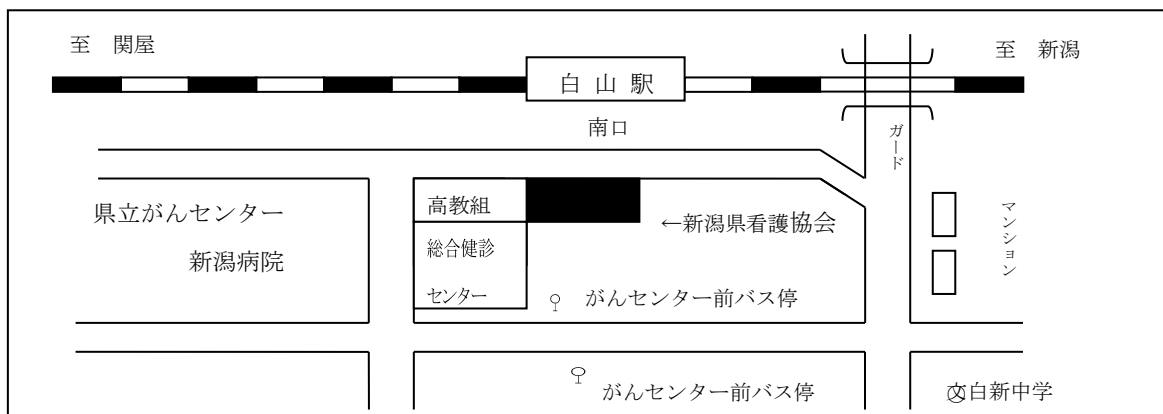 至　関屋
至　新潟
白 山 駅
南口
ガード
高教組
県立がんセンター
新潟病院
←新潟県看護協会
マンション
総合健診
センター
がんセンター前バス停
がんセンター前バス停
文白新中学